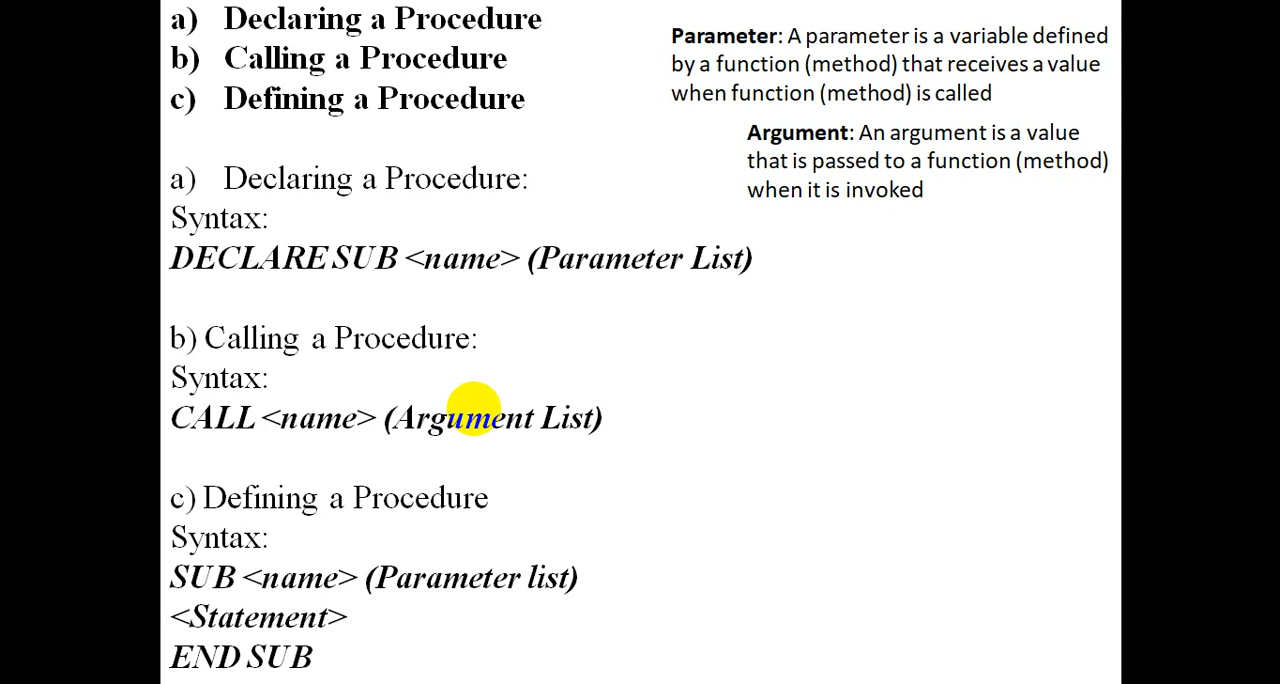 a) Declaring a Procedure
b) Calling a Procedure
c) Defining a Procedure
Parameter: A parameter is a variable defined
by a function (method) that receives a value
when function (method) is called
Argument: An argument is a value
that is passed to a function (method)
when it is invoked
a) Declaring a Procedure:
Syntax:
DECLARE SUB <name> (Parameter List)
b) Calling a Procedure:
Syntax:
CALL <name> (Argument List)
c) Defining a Procedure
Syntax:
SUB <name> (Parameter list)
<Statement>
END SUB